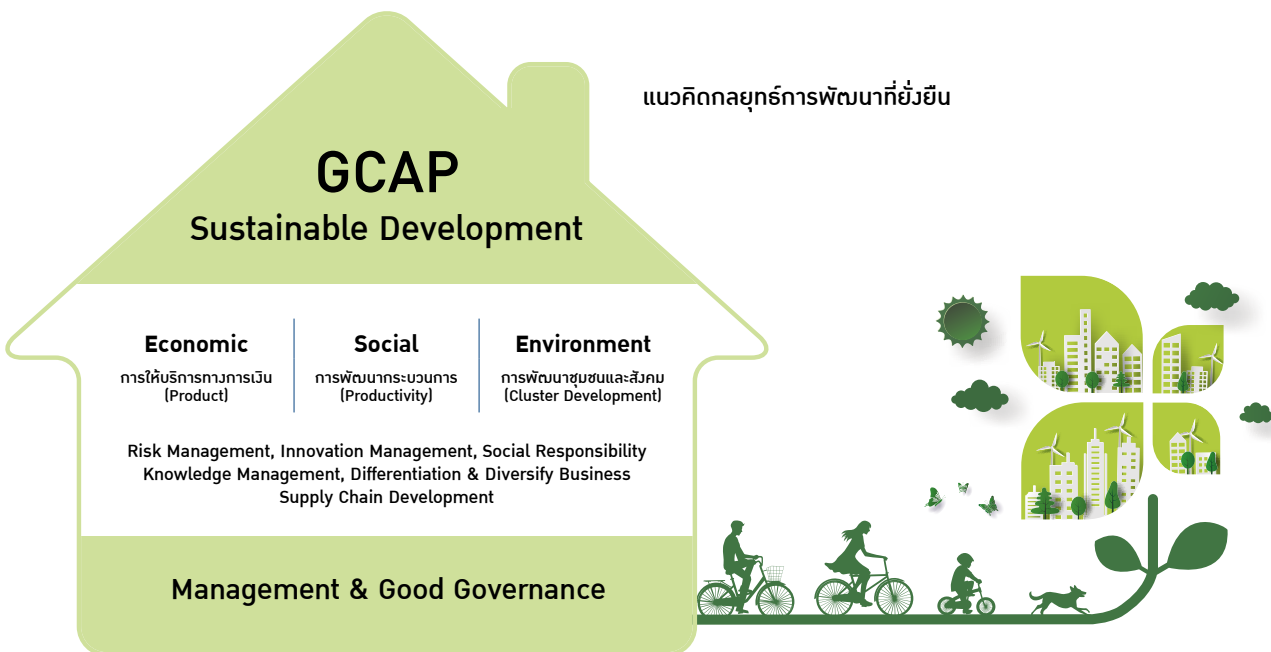 แนวคิดกลยุทธ์การพัฒนาที่ยั่งยืน
GCAP
Sustainable Development
Economic
การให้บริการทางการเงิน
(Product)
Social
การพัฒนากระบวนการ
(Productivity)
Environment
การพัฒนาชุมชนและสังคม
(Cluster Development)
Risk Management, Innovation Management, Social Responsibility
Knowledge Management, Differentiation & Diversify Business
Supply Chain Development
Management & Good Governance